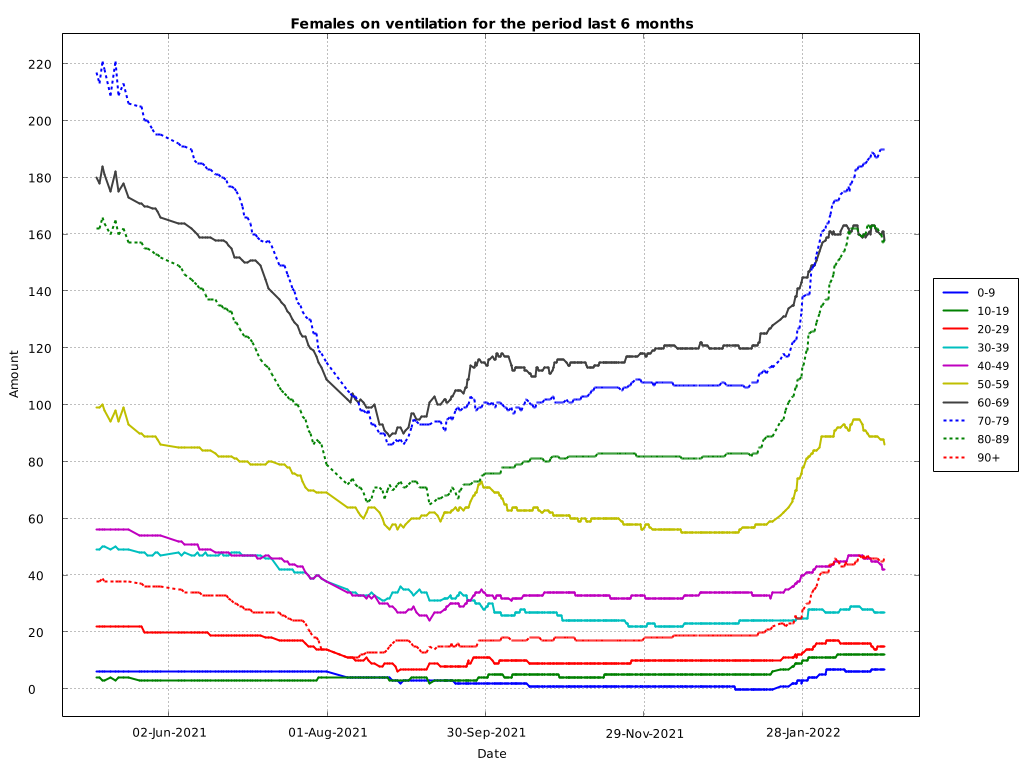 Females on ventilation for the period last 6 months
220
200
180
160
140
120
100
80
60
40
20
0
Amount
02-Jun-2021
01-Aug-2021
30-Sep-2021
29-Nov-2021
28-Jan-2022
Date
0-9
10-19
20-29
30-39
40-49
50-59
60-69
70-79
80-89
90+